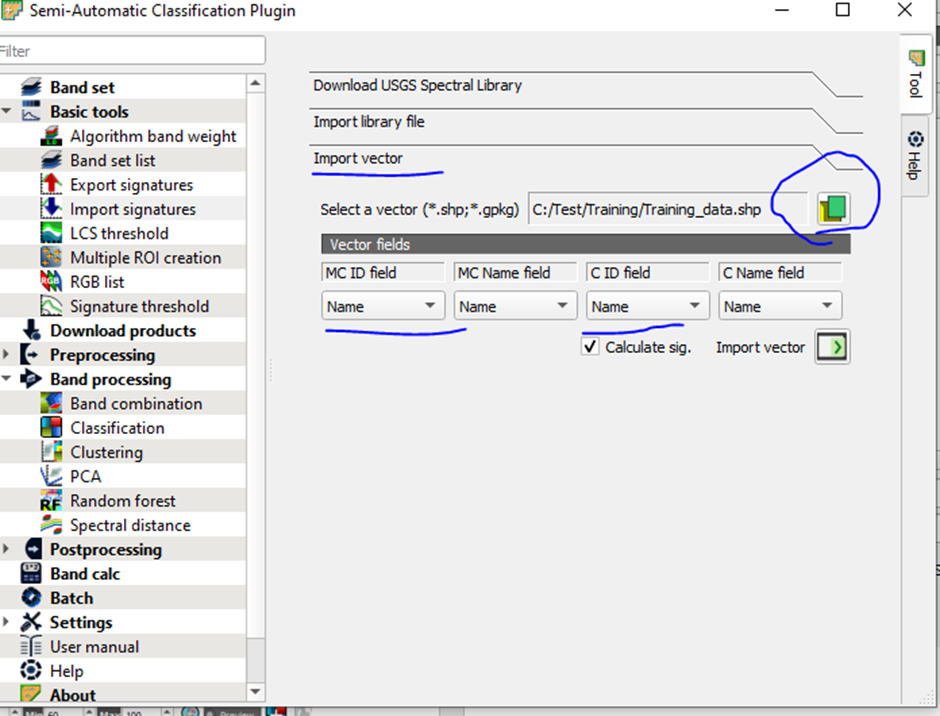 Semi-Automatic Classification Plugin
Filter
Band set
Basic tools
Algorithm band weight
Band set list
Export signatures
Import signatures
LCS threshold
Multiple ROI creation
RGB list
Signature threshold
Download products
Preprocessing
Band processing
Band combination
Classification
Clustering
PCA
RF Random forest
Spectral distance
Postprocessing
Band calc
Batch
Settings
User manual
Help
About
Download USGS Spectral Library
Import library file
Import vector
Select a vector (*.shp;*.gpkg) C:/Test/Training/Training_data.shp
Vector fields
MC ID field MC Name field C ID field C Name field
Name Name Name Name
Calculate sig. Import vector
Tool
Help